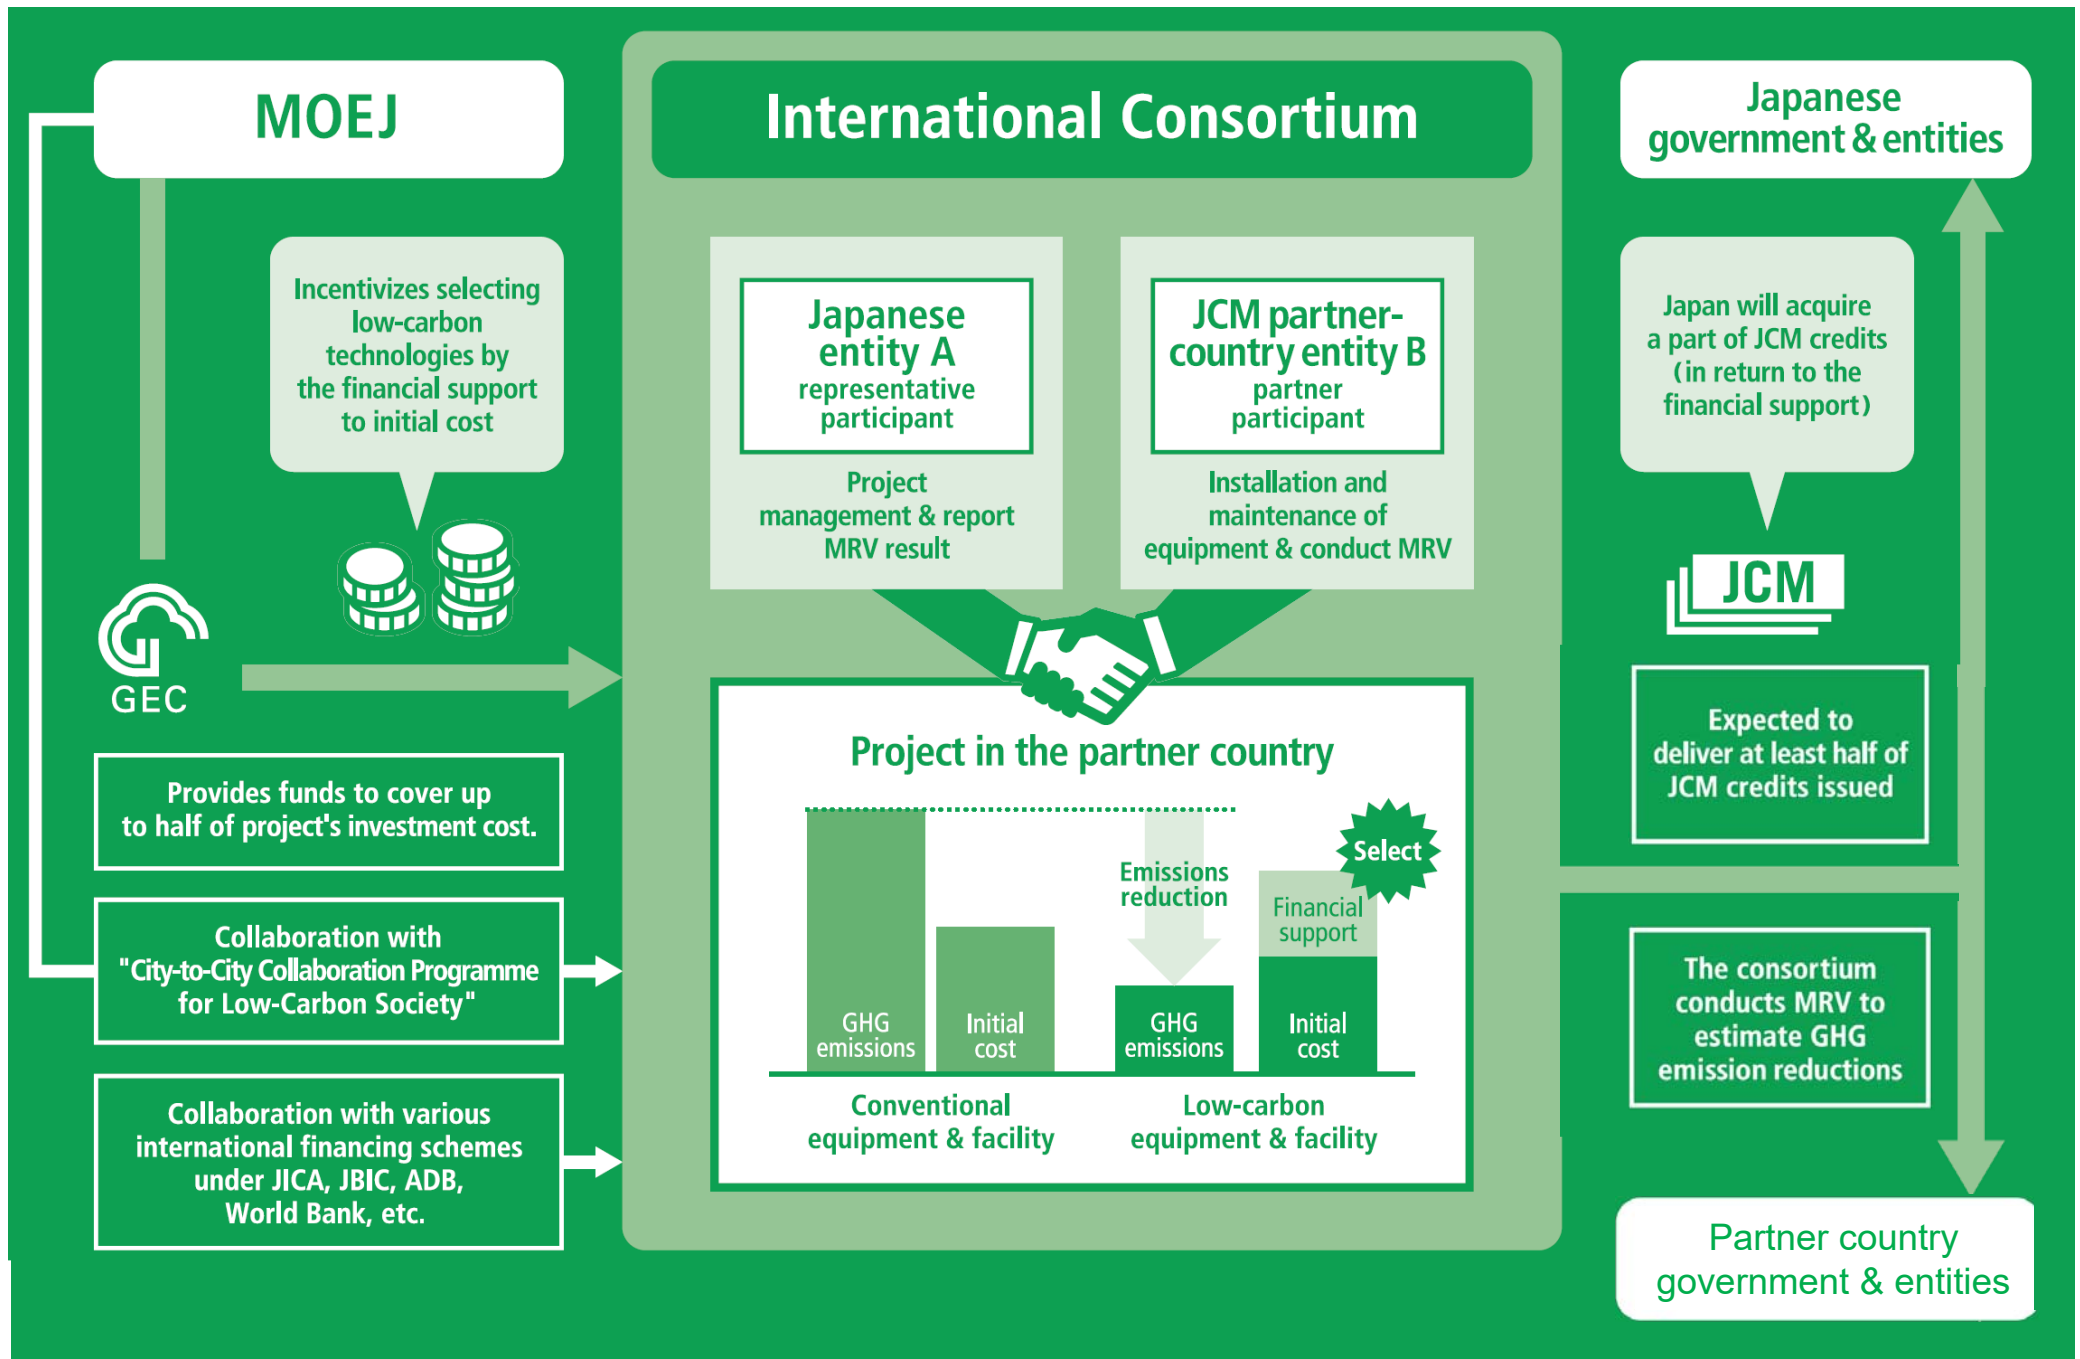 MOEJ
Incentivizes selecting
low-carbon
technologies by
the financial support
to initial cost
GEC
Provides funds to cover up
to half of project's investment cost.
Collaboration with
"City-to-City Collaboration Programme
for Low-Carbon Society"
Collaboration with various
international financing schemes
under JICA, JBIC, ADB,
World Bank, etc.
International Consortium
Japanese
entity A
representative
participant
Project
management & report
MRV result
JCM partner-
country entity B
partner
participant
Installation and
maintenance of
equipment & conduct MRV
Project in the partner country
Select
Emissions
reduction
Financial
support
GHG
emissions
Initial
cost
GHG
emissions
Initial
cost
Conventional
equipment & facility
Low-carbon
equipment & facility
Japanese
government & entities
Japan will acquire
a part of JCM credits
(in return to the
financial support)
JCM
Expected to
deliver at least half of
JCM credits issued
The consortium
conducts MRV to
estimate GHG
emission reductions
Partner country
government & entities